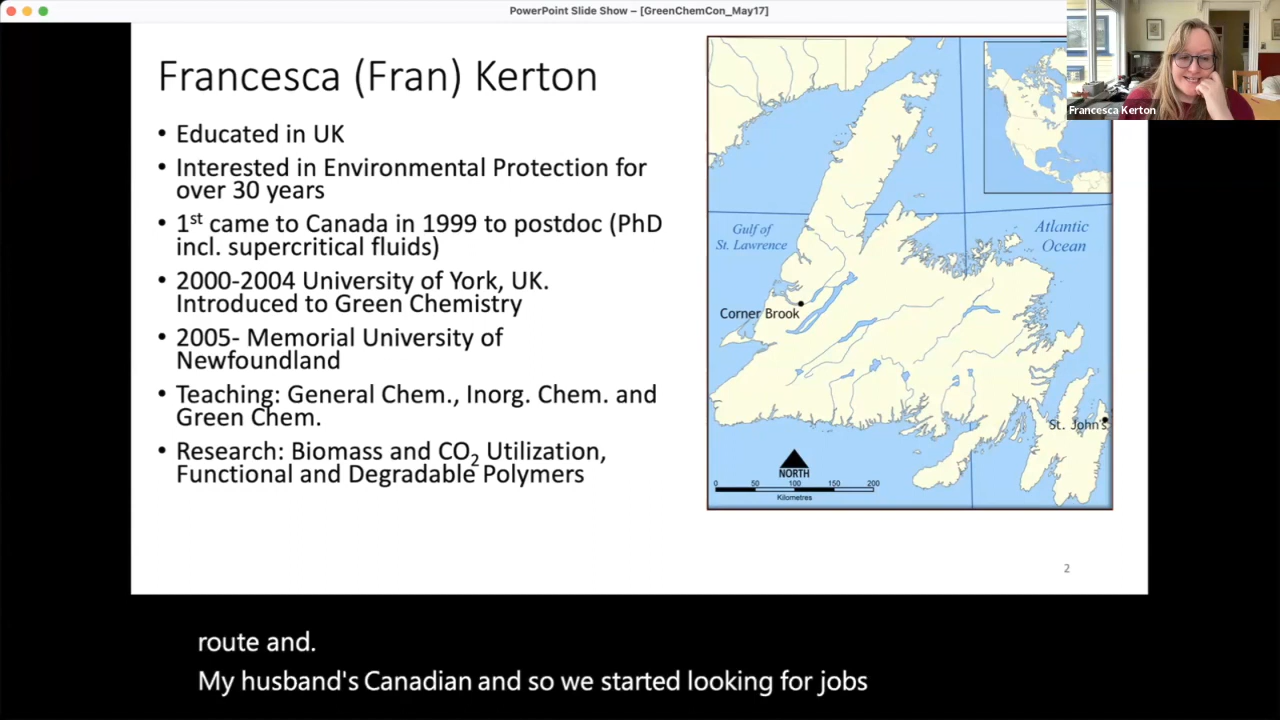 PowerPoint Slide Show – [GreenChemCon_May17]
Francesca (Fran) Kerton
• Educated in UK
• Interested in Environmental Protection for
over 30 years
• 1st came to Canada in 1999 to postdoc (PhD
incl. supercritical fluids)
• 2000-2004 University of York, UK.
Introduced to Green Chemistry
• 2005- Memorial University of
Newfoundland
• Teaching: General Chem., Inorg. Chem. and
Green Chem.
• Research: Biomass and CO2 Utilization,
Functional and Degradable Polymers
Francesca Kerton
Gulf of
St. Lawrence
Atlantic
Ocean
Corner Brook
St. John's
NORTH
0 50 100 150 200
Kilometres
2
route and.
My husband's Canadian and so we started looking for jobs